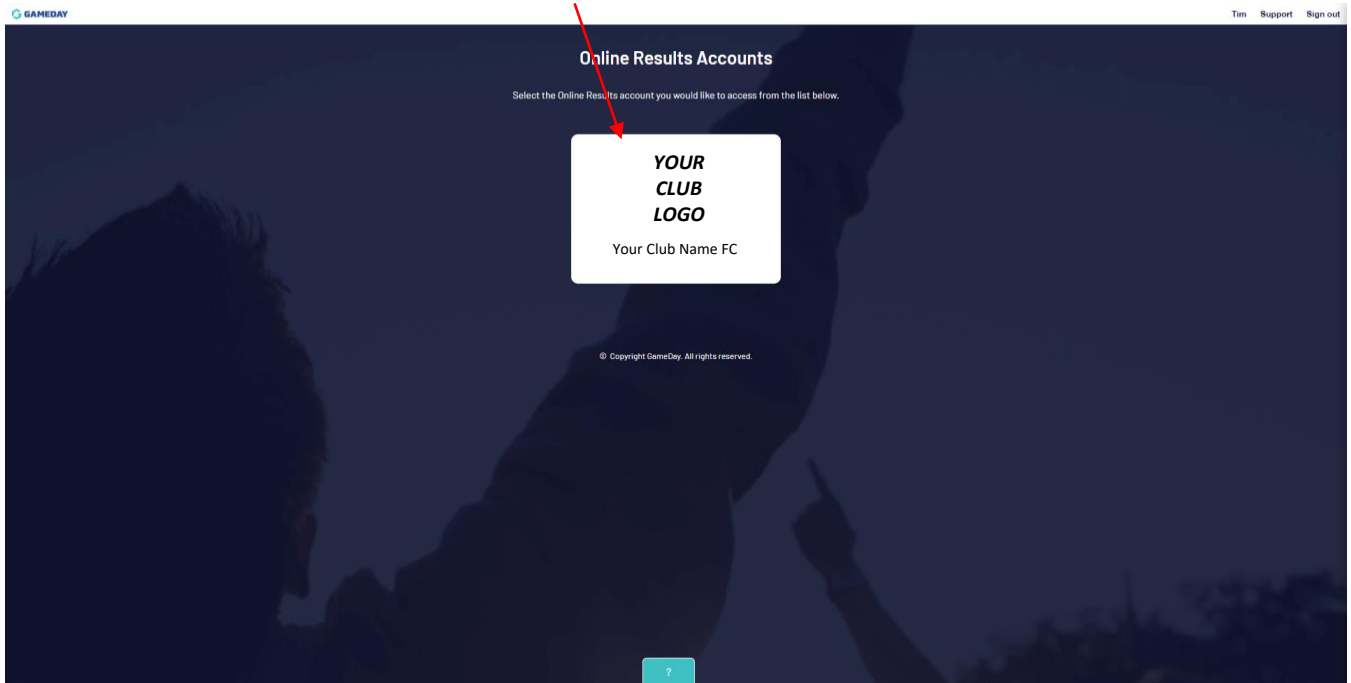 GAMEDAY
Tim Support Sign out
Online Results Accounts
Select the Online Results account you would like to access from the list below.
YOUR
CLUB
LOGO
Your Club Name FC
© Copyright GameDay. All rights reserved.
?